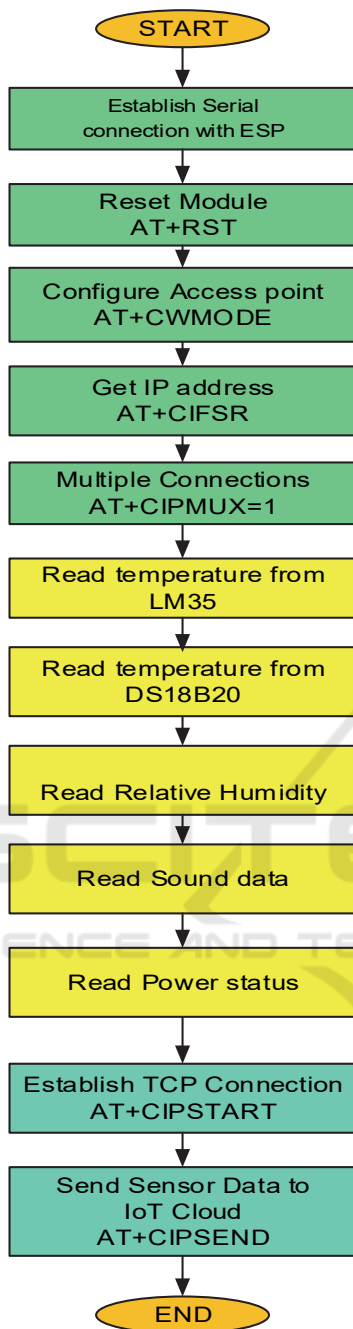 START
Establish Serial
connection with ESP
Reset Module
AT+RST
Configure Access point
AT+CWMODE
Get IP address
AT+CIFSR
Multiple Connections
AT+CIPMUX=1
Read temperature from
LM35
Read temperature from
DS18B20
Read Relative Humidity
Read Sound data
Read Power status
Establish TCP Connection
AT+CIPSTART
Send Sensor Data to
IoT Cloud
AT+CIPSEND
END